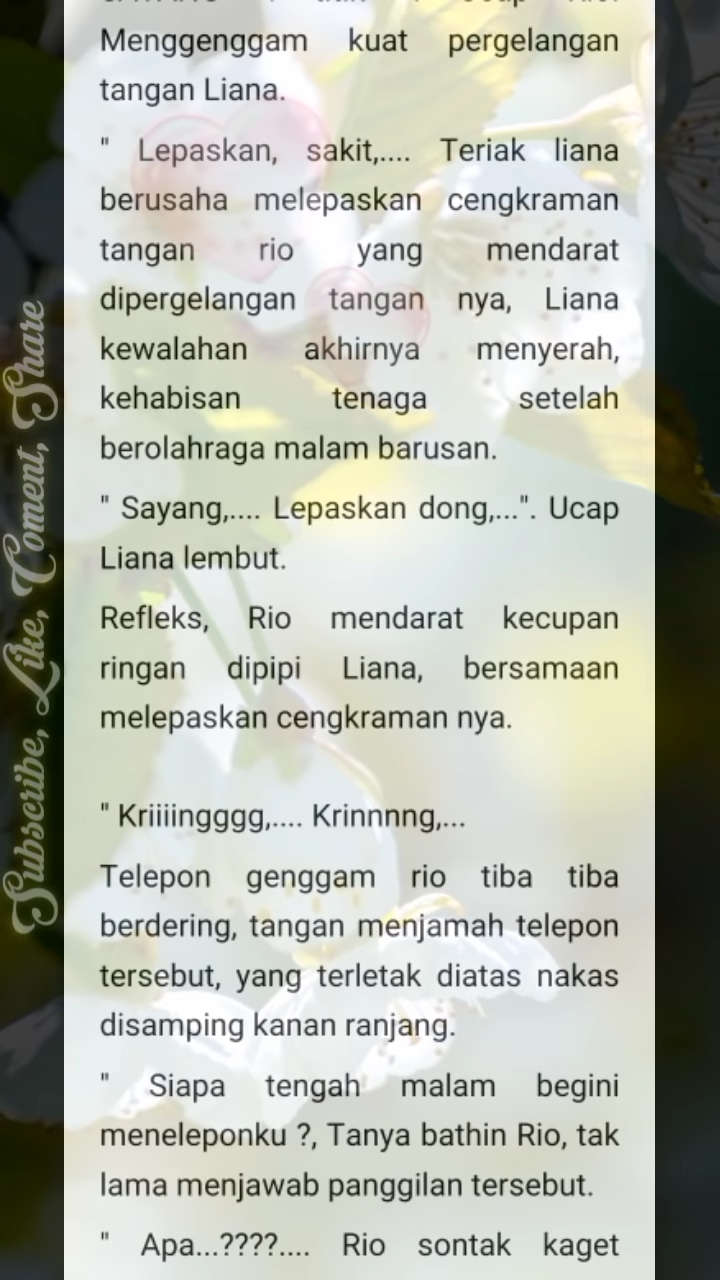 Menggenggam kuat pergelangan
tangan Liana.
" Lepaskan, sakit,.... Teriak liana
berusaha melepaskan cengkraman
tangan rio yang mendarat
dipergelangan tangan nya, Liana
kewalahan akhirnya menyerah,
kehabisan tenaga setelah
berolahraga malam barusan.
" Sayang,.... Lepaskan dong,...". Ucap
Liana lembut.
Refleks, Rio mendarat kecupan
ringan dipipi Liana, bersamaan
melepaskan cengkraman nya.
" Kriiiingggg,.... Krinnnng,...
Telepon genggam rio tiba tiba
berdering, tangan menjamah telepon
tersebut, yang terletak diatas nakas
disamping kanan ranjang.
" Siapa tengah malam begini
meneleponku ?, Tanya bathin Rio, tak
lama menjawab panggilan tersebut.
" Apa...????.... Rio sontak kaget
Subscribe, Like, Coment, Share